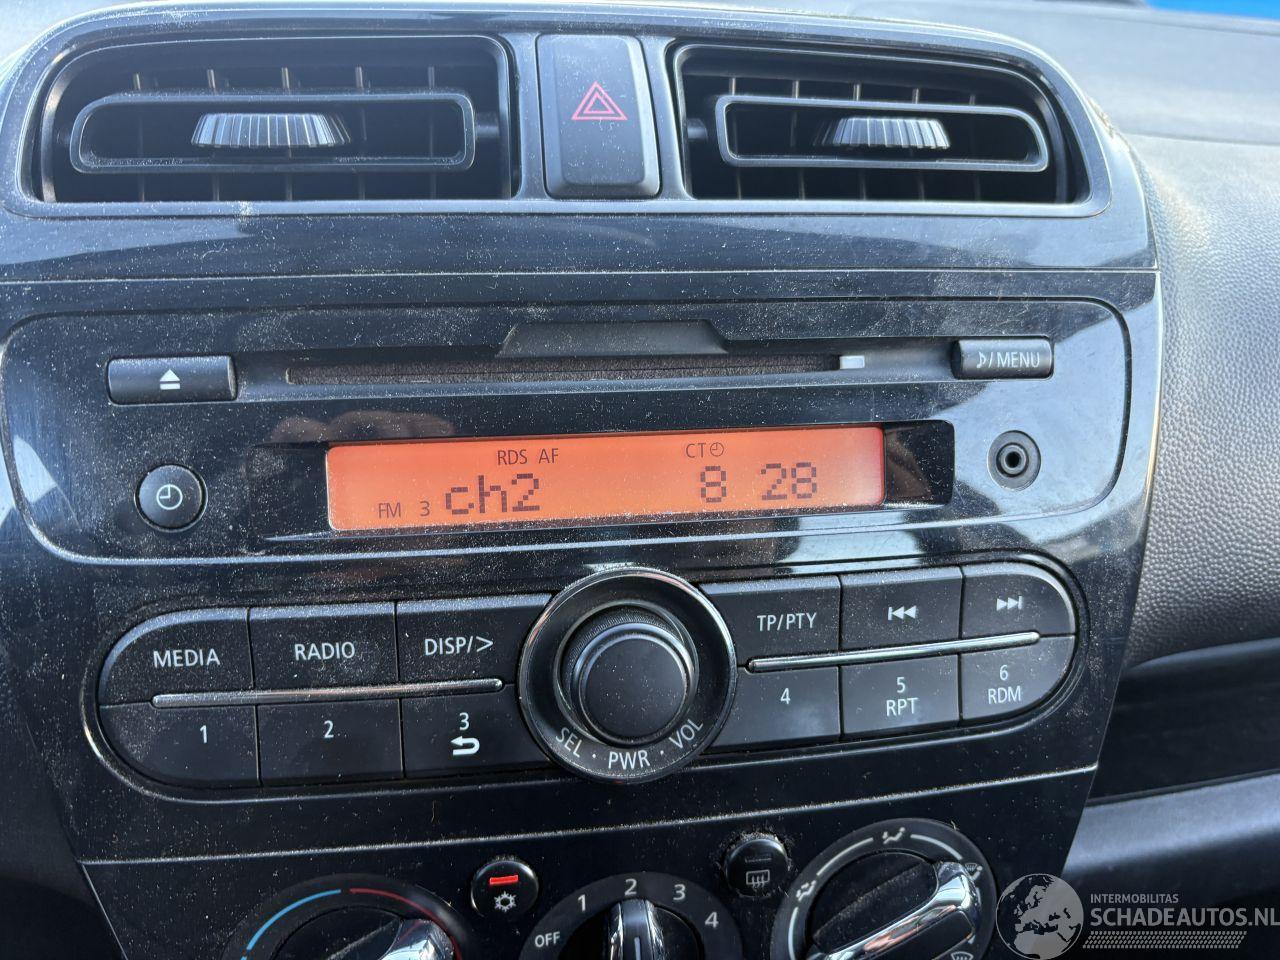 ♪/MENU
RDS AF CT
FM 3 ch2 8 28
MEDIA RADIO DISP/> TP/PTY
1 2 3 4 5 6
RPT RDM
SEL · PWR · VOL
OFF 1 2 3 4
INTERMOBILITAS
SCHADEAUTOS.NL